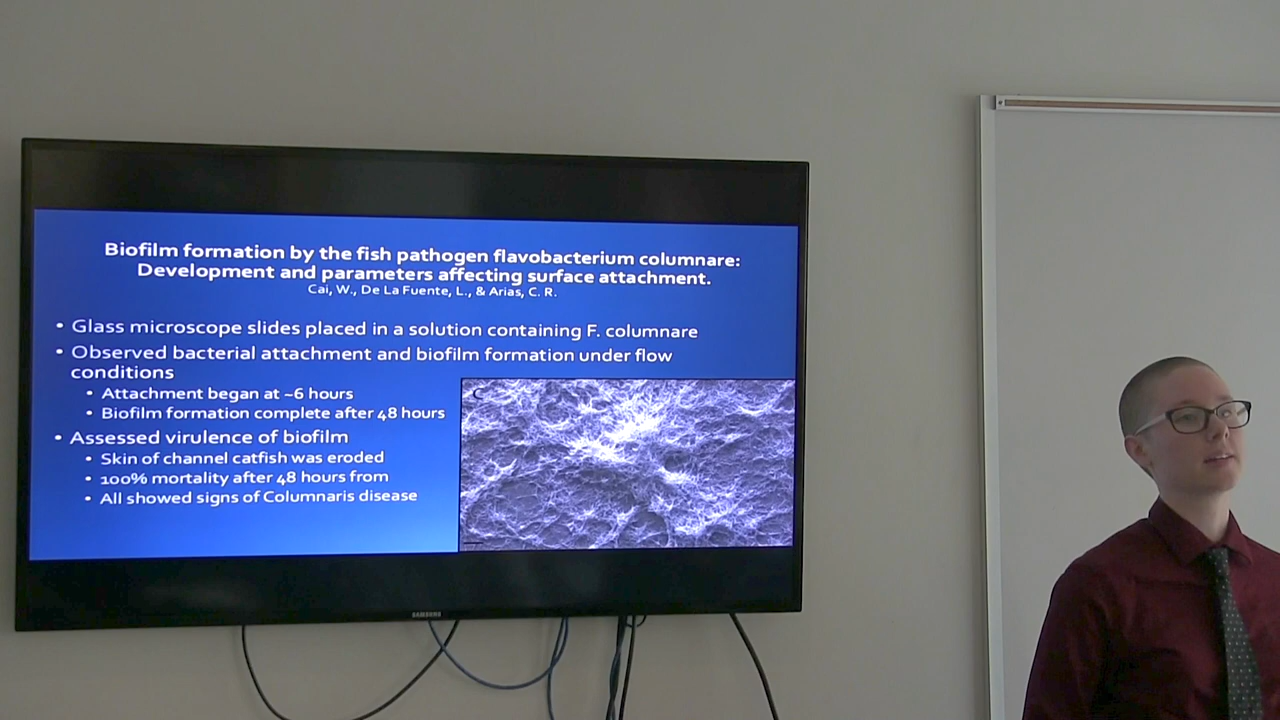 Biofilm formation by the fish pathogen flavobacterium columnare:
Development and parameters affecting surface attachment.
Cai, W., De La Fuente, L., & Arias, C. R.
• Glass microscope slides placed in a solution containing F. columnare
• Observed bacterial attachment and biofilm formation under flow
conditions
• Attachment began at ~6 hours
• Biofilm formation complete after 48 hours
• Assessed virulence of biofilm
• Skin of channel catfish was eroded
• 100% mortality after 48 hours from
• All showed signs of Columnaris disease
C
SAMSUNG